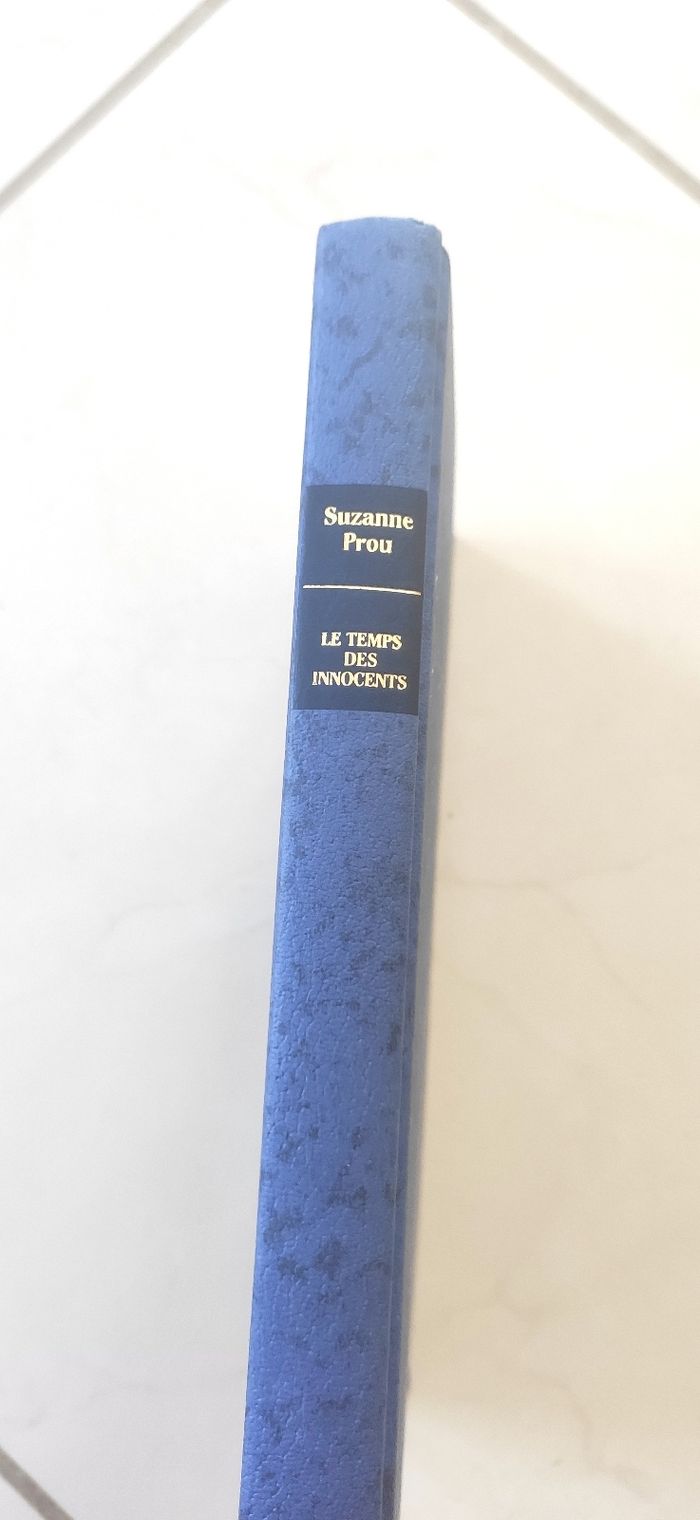 Suzanne
Prou
LE TEMPS
DES
INNOCENTS